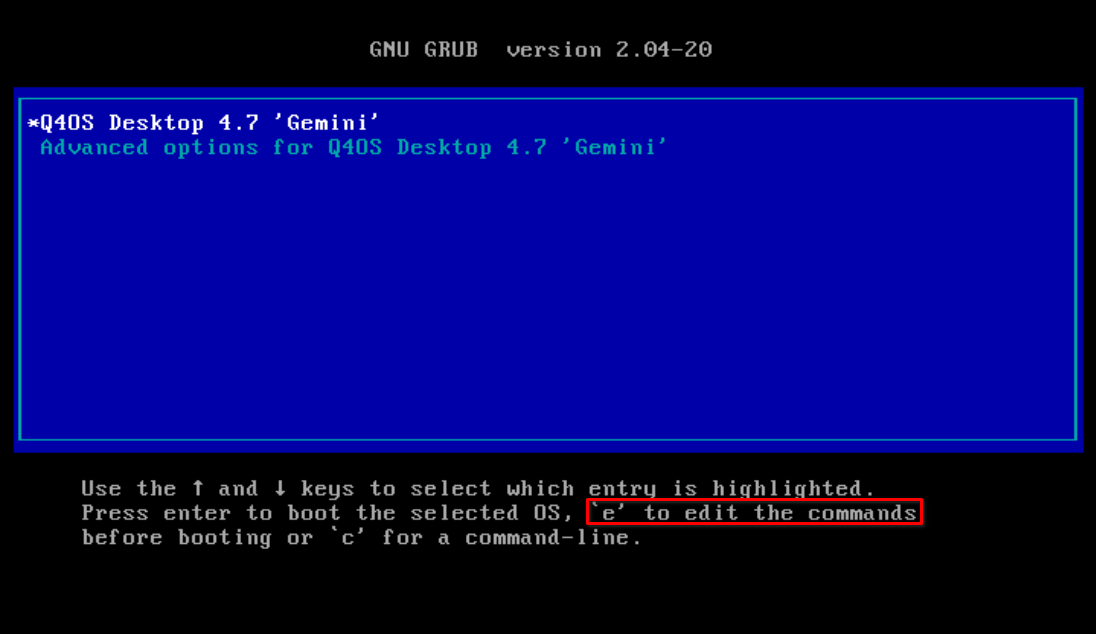 GNU GRUB  version 2.04-20
*Q4OS Desktop 4.7 'Gemini'
Advanced options for Q4OS Desktop 4.7 'Gemini'
Use the ↑ and ↓ keys to select which entry is highlighted.
Press enter to boot the selected OS, `e' to edit the commands
before booting or `c' for a command-line.